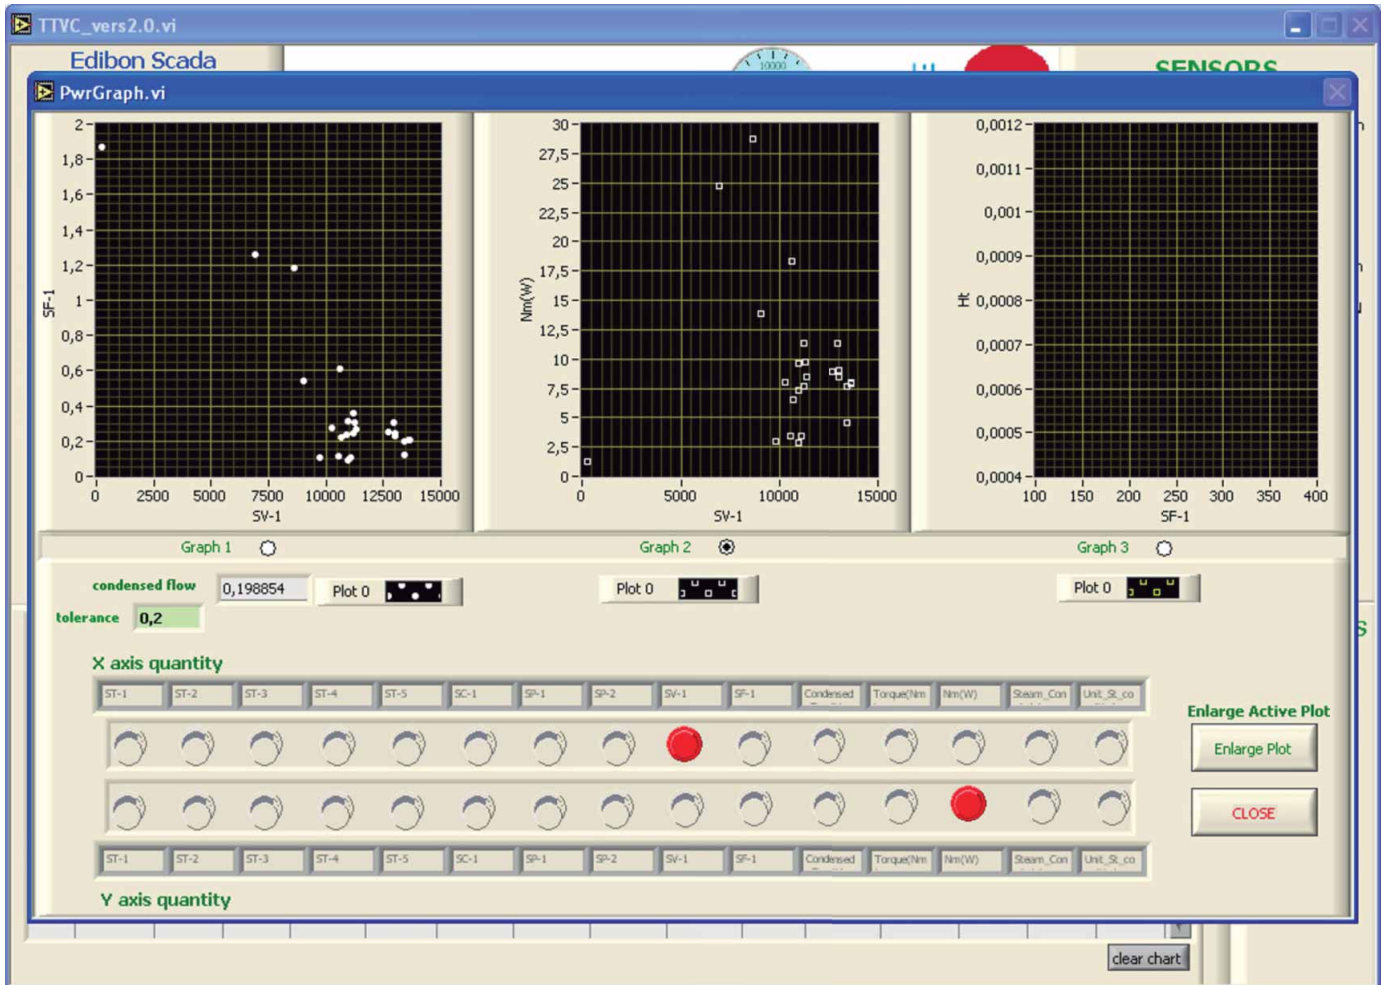 TTVC_vers2.0.vi
Edibon Scada
10000
SENSORS
PwrGraph.vi
2
1,8
1,6
1,4
1,2
1
0,8
0,6
0,4
0,2
0
SF-1
0 2500 5000 7500 10000 12500 15000
SV-1
30
27,5
25
22,5
20
17,5
15
12,5
10
7,5
5
2,5
0
Nm(W)
0 5000 10000 15000
SV-1
0,0012
0,0011
0,001
0,0009
0,0008
0,0007
0,0006
0,0005
0,0004
Ht
100 150 200 250 300 350 400
SF-1
Graph 1 Graph 2 Graph 3
condensed flow 0,198854 Plot 0 Plot 0 Plot 0
tolerance 0,2
S
X axis quantity
ST-1 ST-2 ST-3 ST-4 ST-5 SC-1 SP-1 SP-2 SV-1 SF-1 Condensed Torque(Nm Nm(W) Steam_Con Unit_St_co
Enlarge Active Plot
Enlarge Plot
CLOSE
ST-1 ST-2 ST-3 ST-4 ST-5 SC-1 SP-1 SP-2 SV-1 SF-1 Condensed Torque(Nm Nm(W) Steam_Con Unit_St_co
Y axis quantity
clear chart